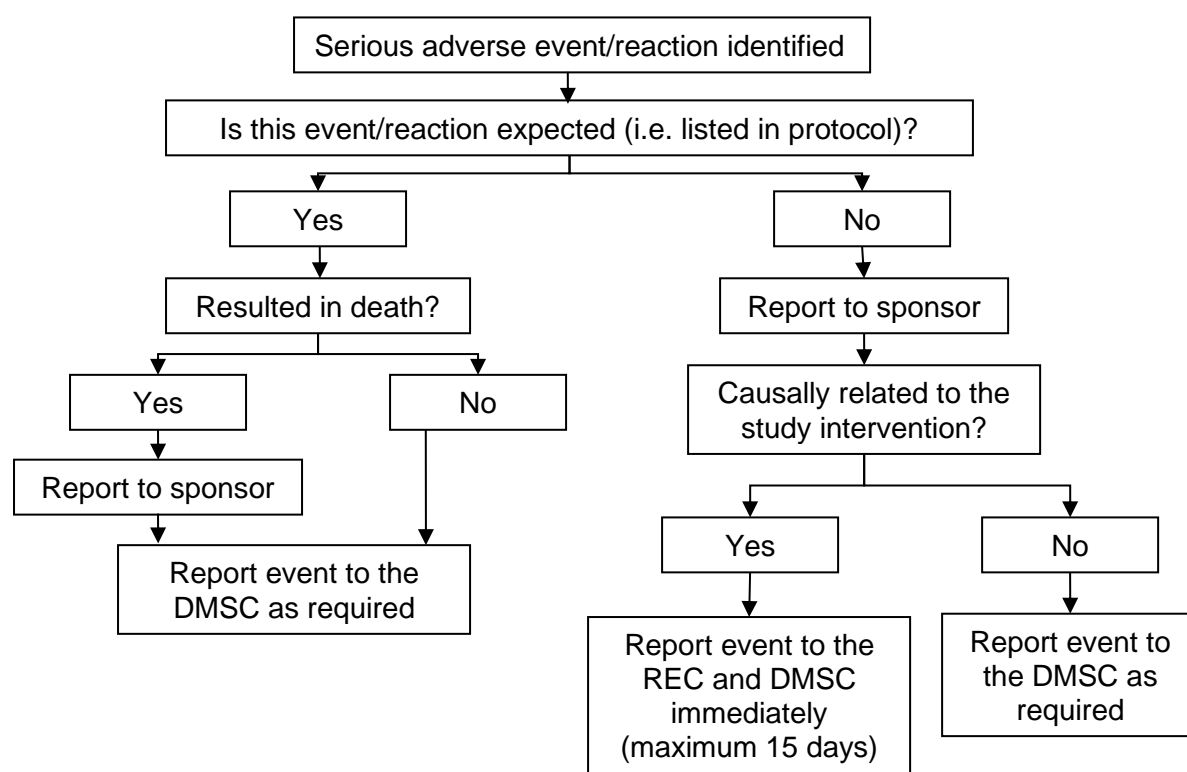 Serious adverse event/reaction identified
Is this event/reaction expected (i.e. listed in protocol)?
Yes
No
Resulted in death?
Report to sponsor
Yes
No
Causally related to the
study intervention?
Report to sponsor
Yes
No
Report event to the
DMSC as required
Report event to the
REC and DMSC
immediately
(maximum 15 days)
Report event to
the DMSC as
required